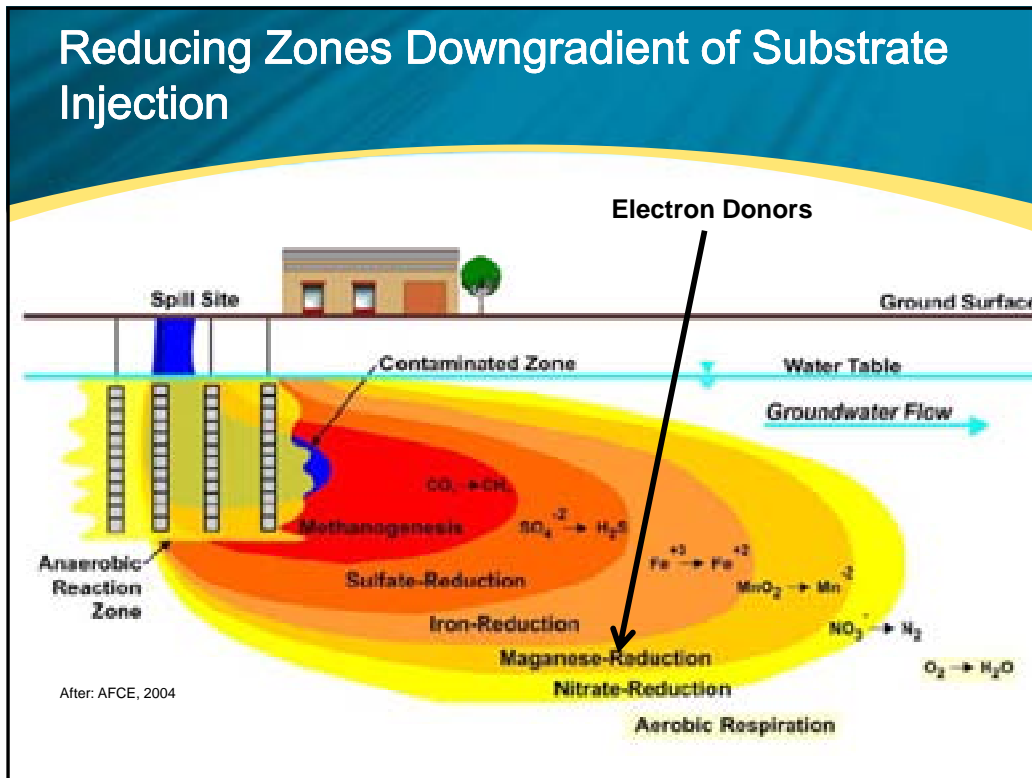 Reducing Zones Downgradient of Substrate
Injection
Electron Donors
Spill Site
Ground Surface
Contaminated Zone
Water Table
Groundwater Flow
CO₂ → CH₄
Methanogenesis
SO₄⁻² → H₂S
Anaerobic
Reaction
Zone
Sulfate-Reduction
Fe⁺³ → Fe⁺²
MnO₂ → Mn⁻²
Iron-Reduction
NO₃⁻ → N₂
Maganese-Reduction
O₂ → H₂O
Nitrate-Reduction
After: AFCE, 2004
Aerobic Respiration